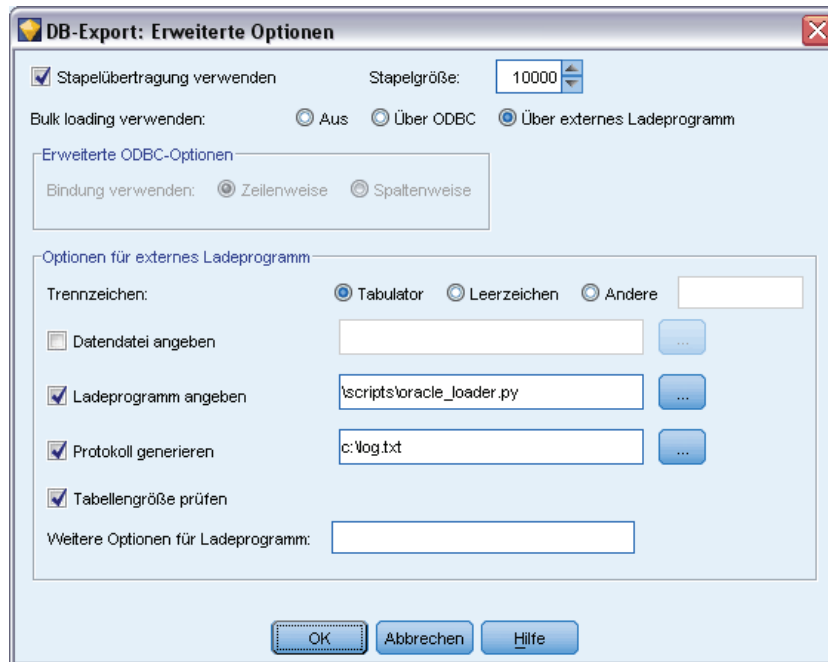 DB-Export: Erweiterte Optionen
Stapelübertragung verwenden Stapelgröße: 10000
Bulk loading verwenden: Aus Über ODBC Über externes Ladeprogramm
Erweiterte ODBC-Optionen
Bindung verwenden: Zeilenweise Spaltenweise
Optionen für externes Ladeprogramm
Trennzeichen: Tabulator Leerzeichen Andere
Datendatei angeben ...
Ladeprogramm angeben \scripts\oracle_loader.py ...
Protokoll generieren c:\log.txt ...
Tabellengröße prüfen
Weitere Optionen für Ladeprogramm:
OK Abbrechen Hilfe